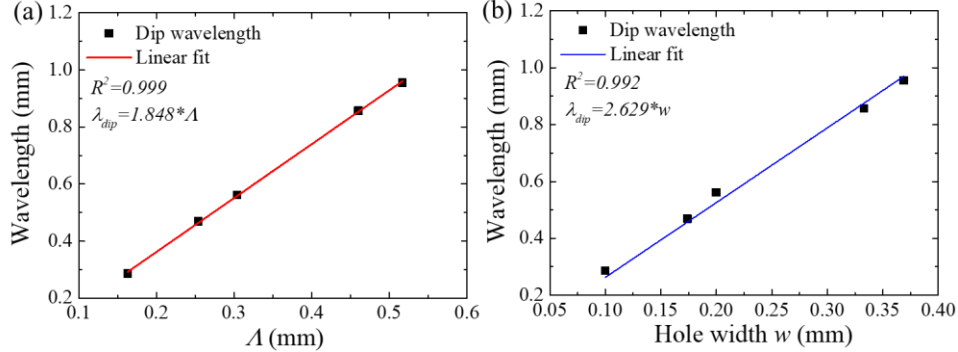 (a)
Dip wavelength
Linear fit
R²=0.999
λdip=1.848*Λ
Wavelength (mm)
1.0
0.8
0.6
0.4
0.2
0.1 0.2 0.3 0.4 0.5 0.6
Λ (mm)
(b)
Dip wavelength
Linear fit
R²=0.992
λdip=2.629*w
Wavelength (mm)
1.0
0.8
0.6
0.4
0.2
0.05 0.10 0.15 0.20 0.25 0.30 0.35 0.40
Hole width w (mm)